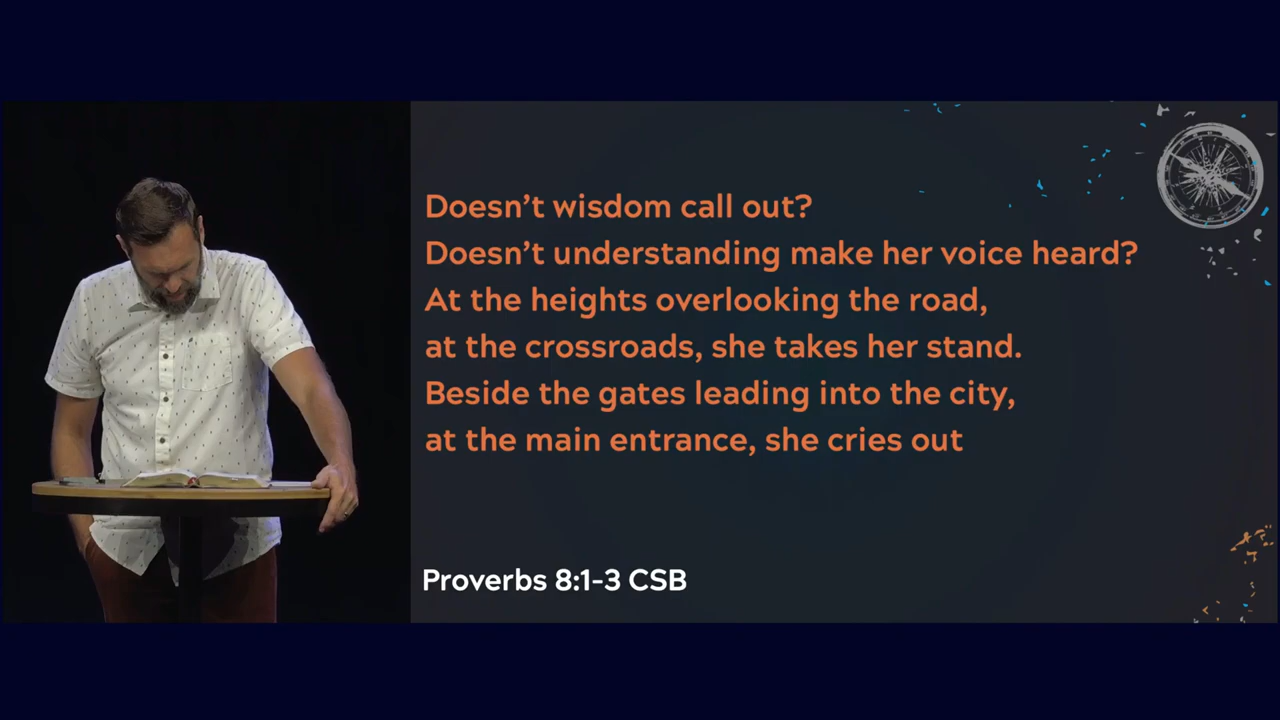 Doesn’t wisdom call out?
Doesn’t understanding make her voice heard?
At the heights overlooking the road,
at the crossroads, she takes her stand.
Beside the gates leading into the city,
at the main entrance, she cries out
Proverbs 8:1-3 CSB